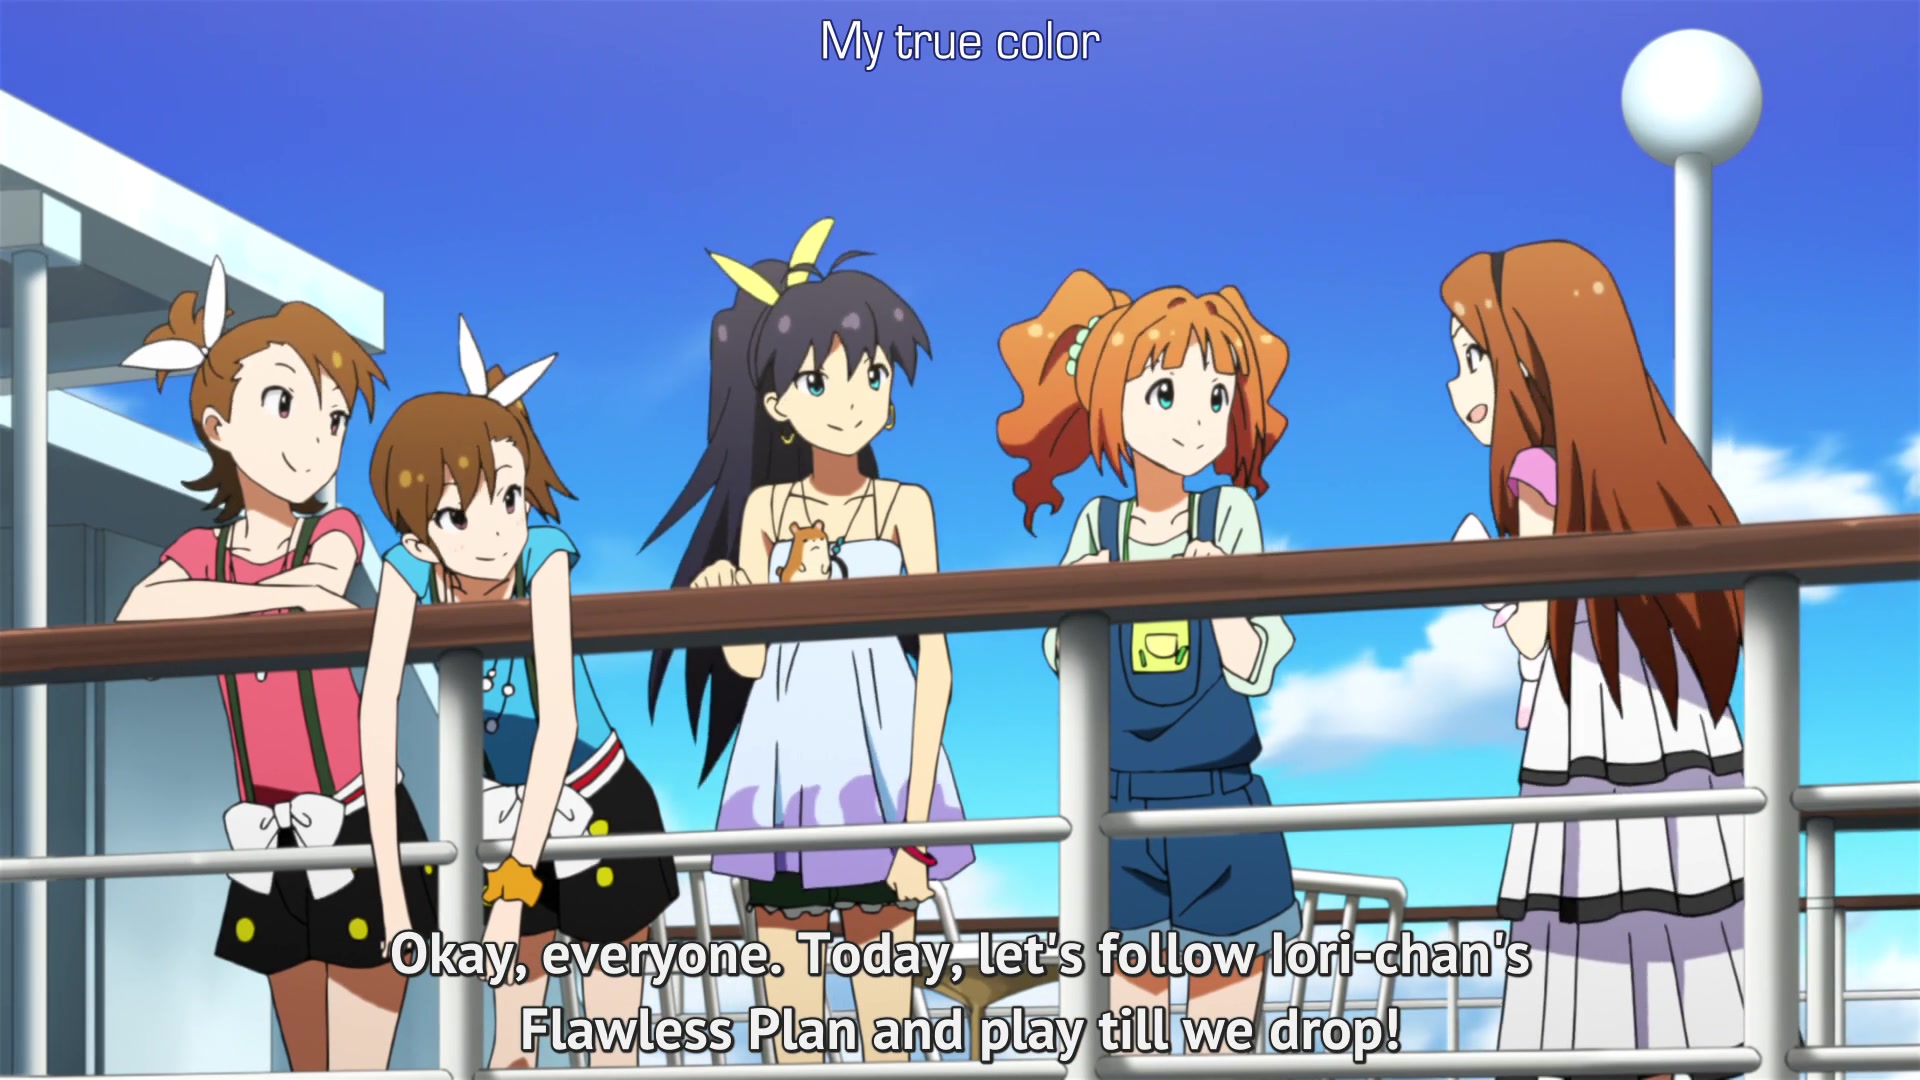 My true color
Okay, everyone. Today, let's follow Iori-chan's
Flawless Plan and play till we drop!